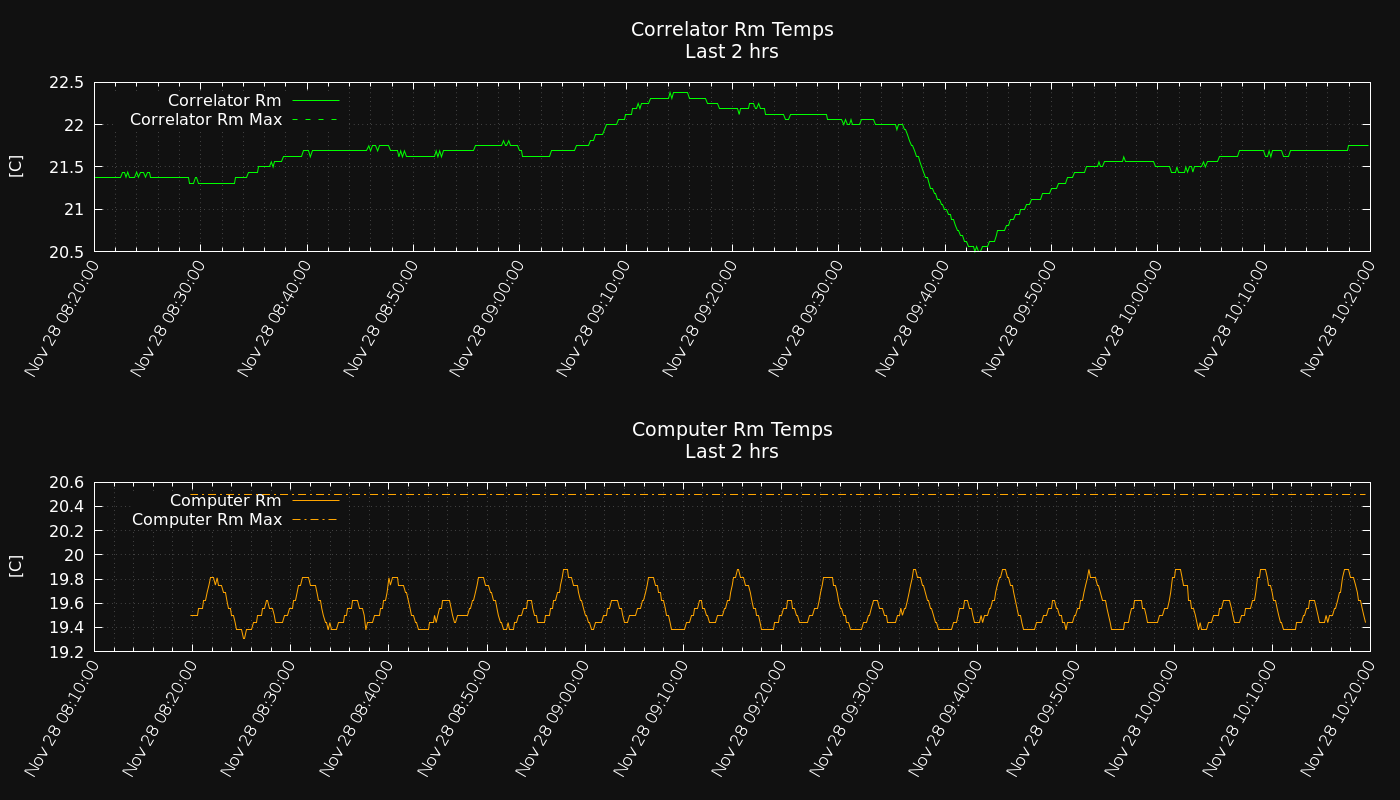 Correlator Rm Temps
Last 2 hrs
22.5
22
21.5
21
20.5
[C]
Correlator Rm
Correlator Rm Max
Nov 28 08:20:00
Nov 28 08:30:00
Nov 28 08:40:00
Nov 28 08:50:00
Nov 28 09:00:00
Nov 28 09:10:00
Nov 28 09:20:00
Nov 28 09:30:00
Nov 28 09:40:00
Nov 28 09:50:00
Nov 28 10:00:00
Nov 28 10:10:00
Nov 28 10:20:00
Computer Rm Temps
Last 2 hrs
20.6
20.4
20.2
20
19.8
19.6
19.4
19.2
[C]
Computer Rm
Computer Rm Max
Nov 28 08:10:00
Nov 28 08:20:00
Nov 28 08:30:00
Nov 28 08:40:00
Nov 28 08:50:00
Nov 28 09:00:00
Nov 28 09:10:00
Nov 28 09:20:00
Nov 28 09:30:00
Nov 28 09:40:00
Nov 28 09:50:00
Nov 28 10:00:00
Nov 28 10:10:00
Nov 28 10:20:00